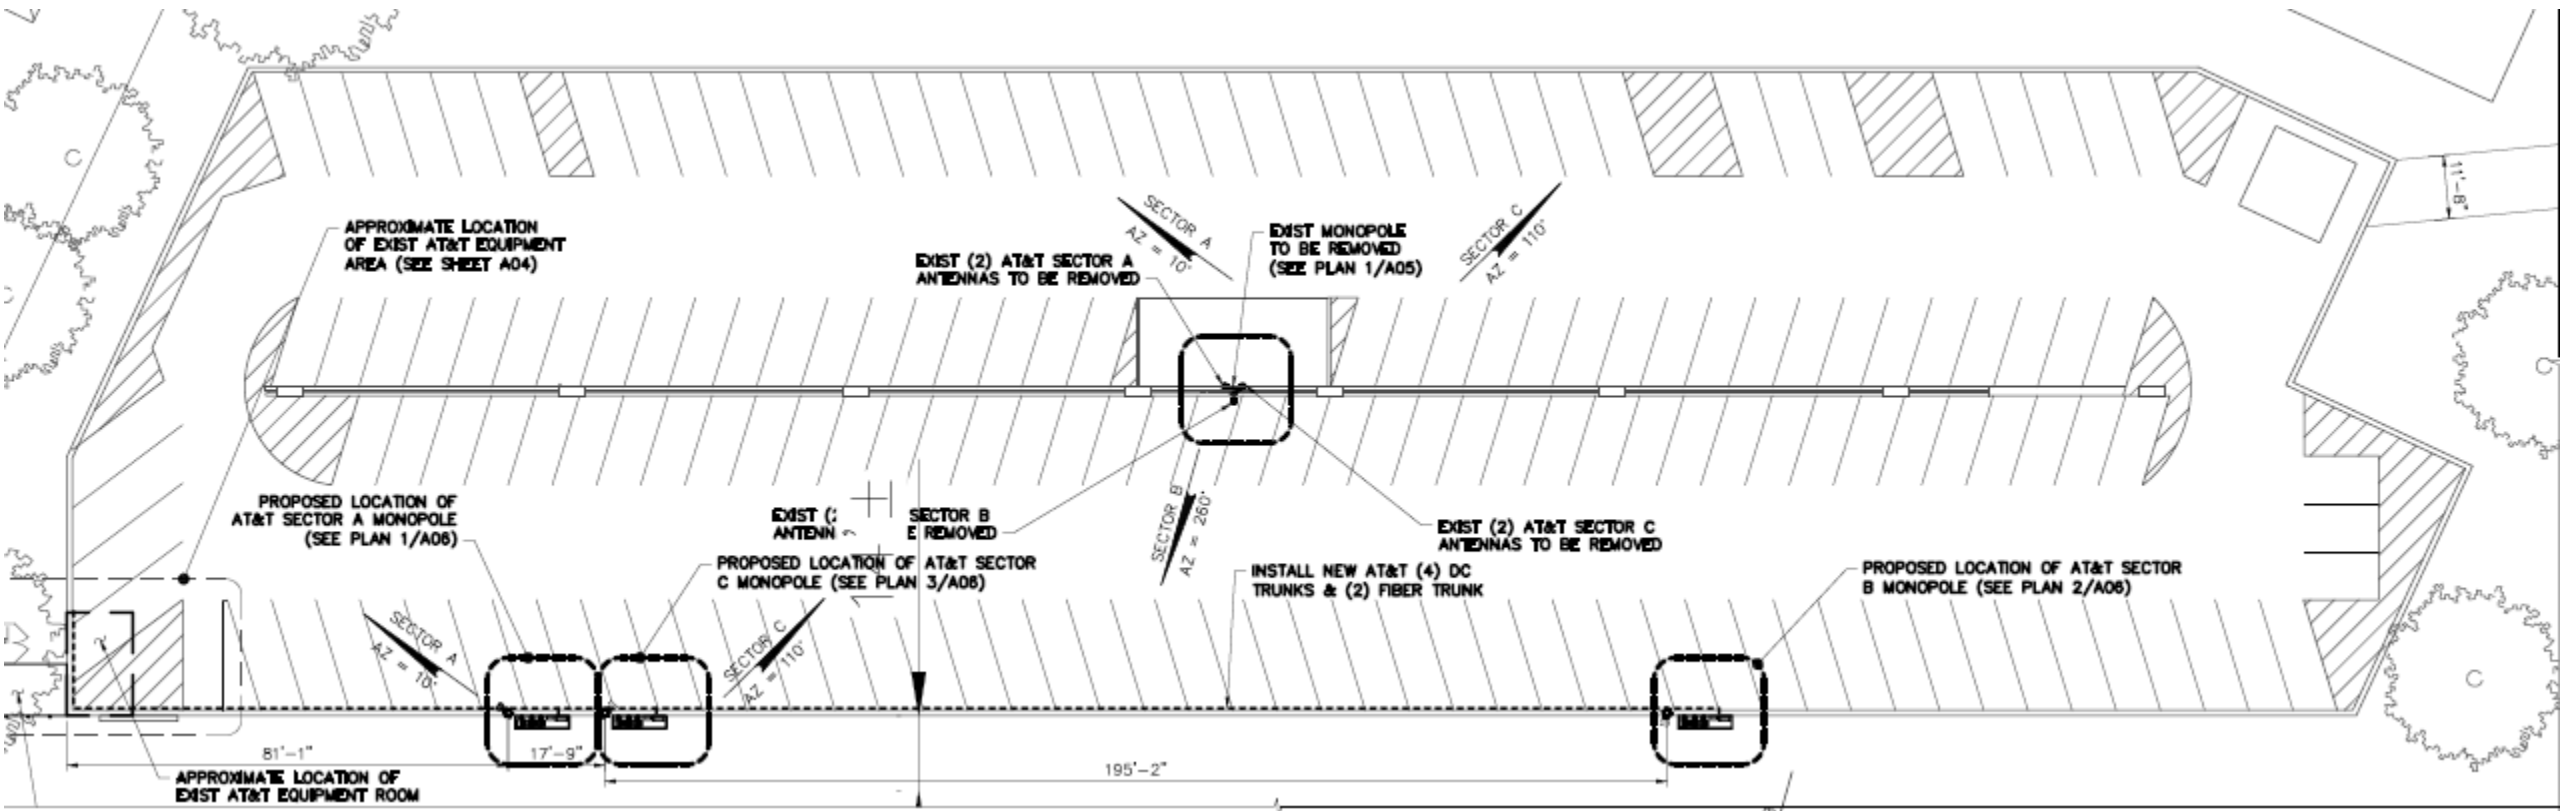 11'-8"
SECTOR A
AZ = 10°
SECTOR C
AZ = 110°
APPROXIMATE LOCATION
OF EXIST AT&T EQUIPMENT
AREA (SEE SHEET A04)
EXIST (2) AT&T SECTOR A
ANTENNAS TO BE REMOVED
EXIST MONOPOLE
TO BE REMOVED
(SEE PLAN 1/A05)
PROPOSED LOCATION OF
AT&T SECTOR A MONOPOLE
(SEE PLAN 1/A06)
EXIST (2 SECTOR B
ANTENN E REMOVED
SECTOR B
AZ = 260°
EXIST (2) AT&T SECTOR C
ANTENNAS TO BE REMOVED
PROPOSED LOCATION OF AT&T SECTOR
C MONOPOLE (SEE PLAN 3/A06)
INSTALL NEW AT&T (4) DC
TRUNKS & (2) FIBER TRUNK
PROPOSED LOCATION OF AT&T SECTOR
B MONOPOLE (SEE PLAN 2/A06)
SECTOR A
AZ = 10°
SECTOR C
AZ = 110°
81'-1"
17'-9"
195'-2"
APPROXIMATE LOCATION OF
EXIST AT&T EQUIPMENT ROOM